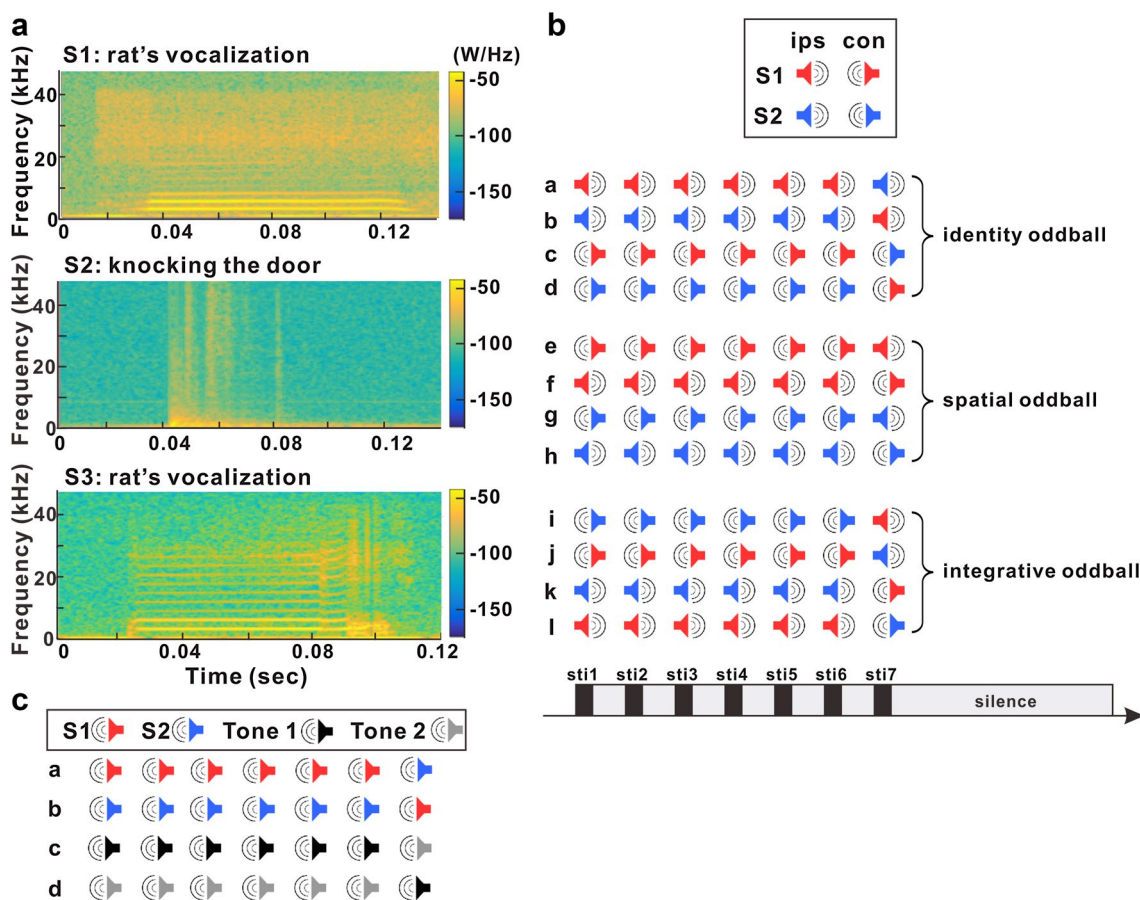 a
S1: rat's vocalization
(W/Hz)
Frequency (kHz)
40
20
0
0 0.04 0.08 0.12
-50
-100
-150
S2: knocking the door
Frequency (kHz)
40
20
0
0 0.04 0.08 0.12
-50
-100
-150
S3: rat's vocalization
Frequency (kHz)
40
20
0
0 0.04 0.08 0.12
-50
-100
-150
Time (sec)
b
ips con
S1
S2
a
b
c
d
identity oddball
e
f
g
h
spatial oddball
i
j
k
l
integrative oddball
sti1 sti2 sti3 sti4 sti5 sti6 sti7
silence
c
S1 S2 Tone 1 Tone 2
a
b
c
d